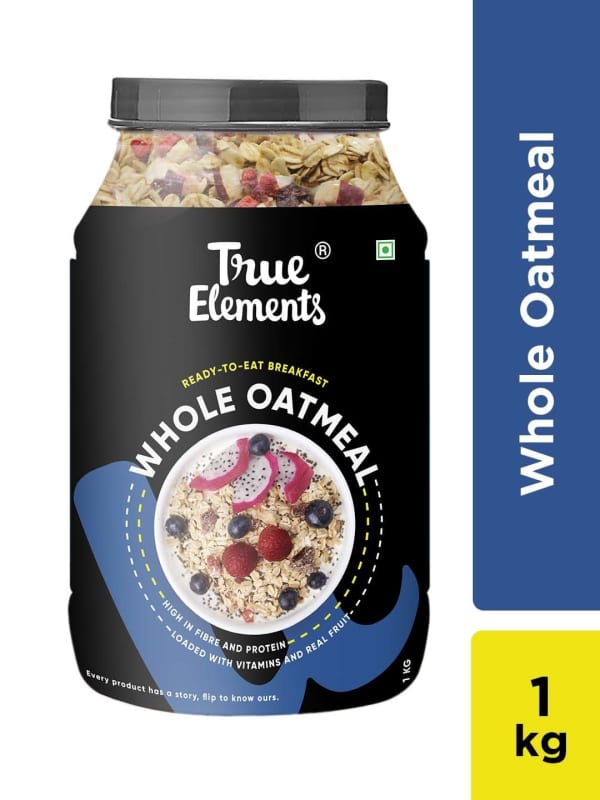 True ®
Elements
READY-TO-EAT BREAKFAST
WHOLE OATMEAL
HIGH IN FIBRE AND PROTEIN
LOADED WITH VITAMINS AND REAL FRUIT
Every product has a story, flip to know ours.
1 KG
Whole Oatmeal
1
kg